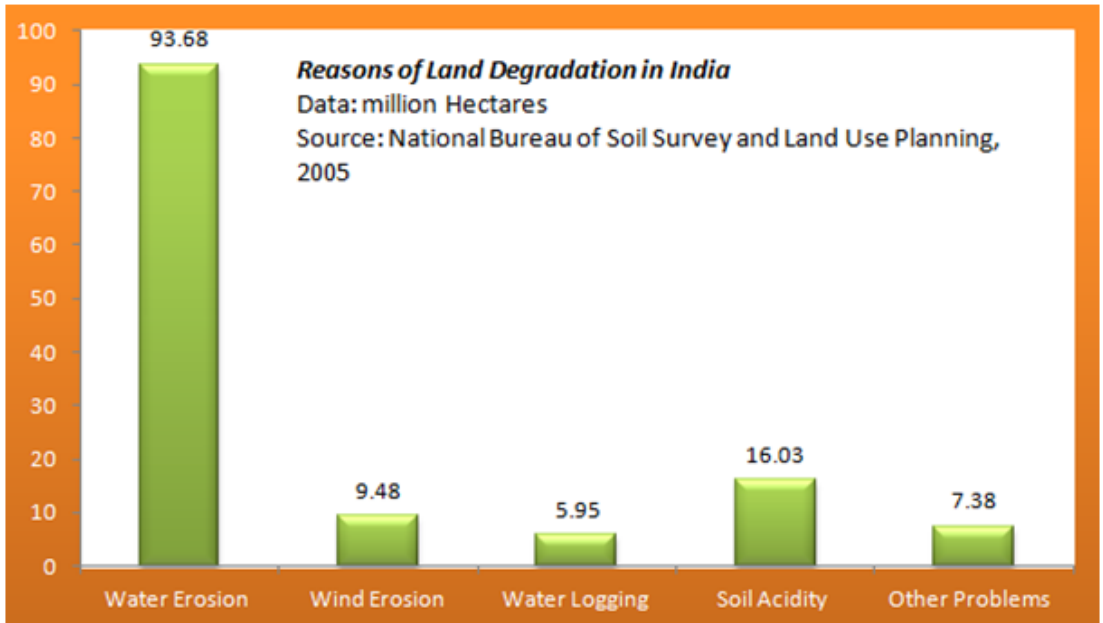 100
90
80
70
60
50
40
30
20
10
0
93.68
9.48
5.95
16.03
7.38
Reasons of Land Degradation in India
Data: million Hectares
Source: National Bureau of Soil Survey and Land Use Planning,
2005
Water Erosion
Wind Erosion
Water Logging
Soil Acidity
Other Problems